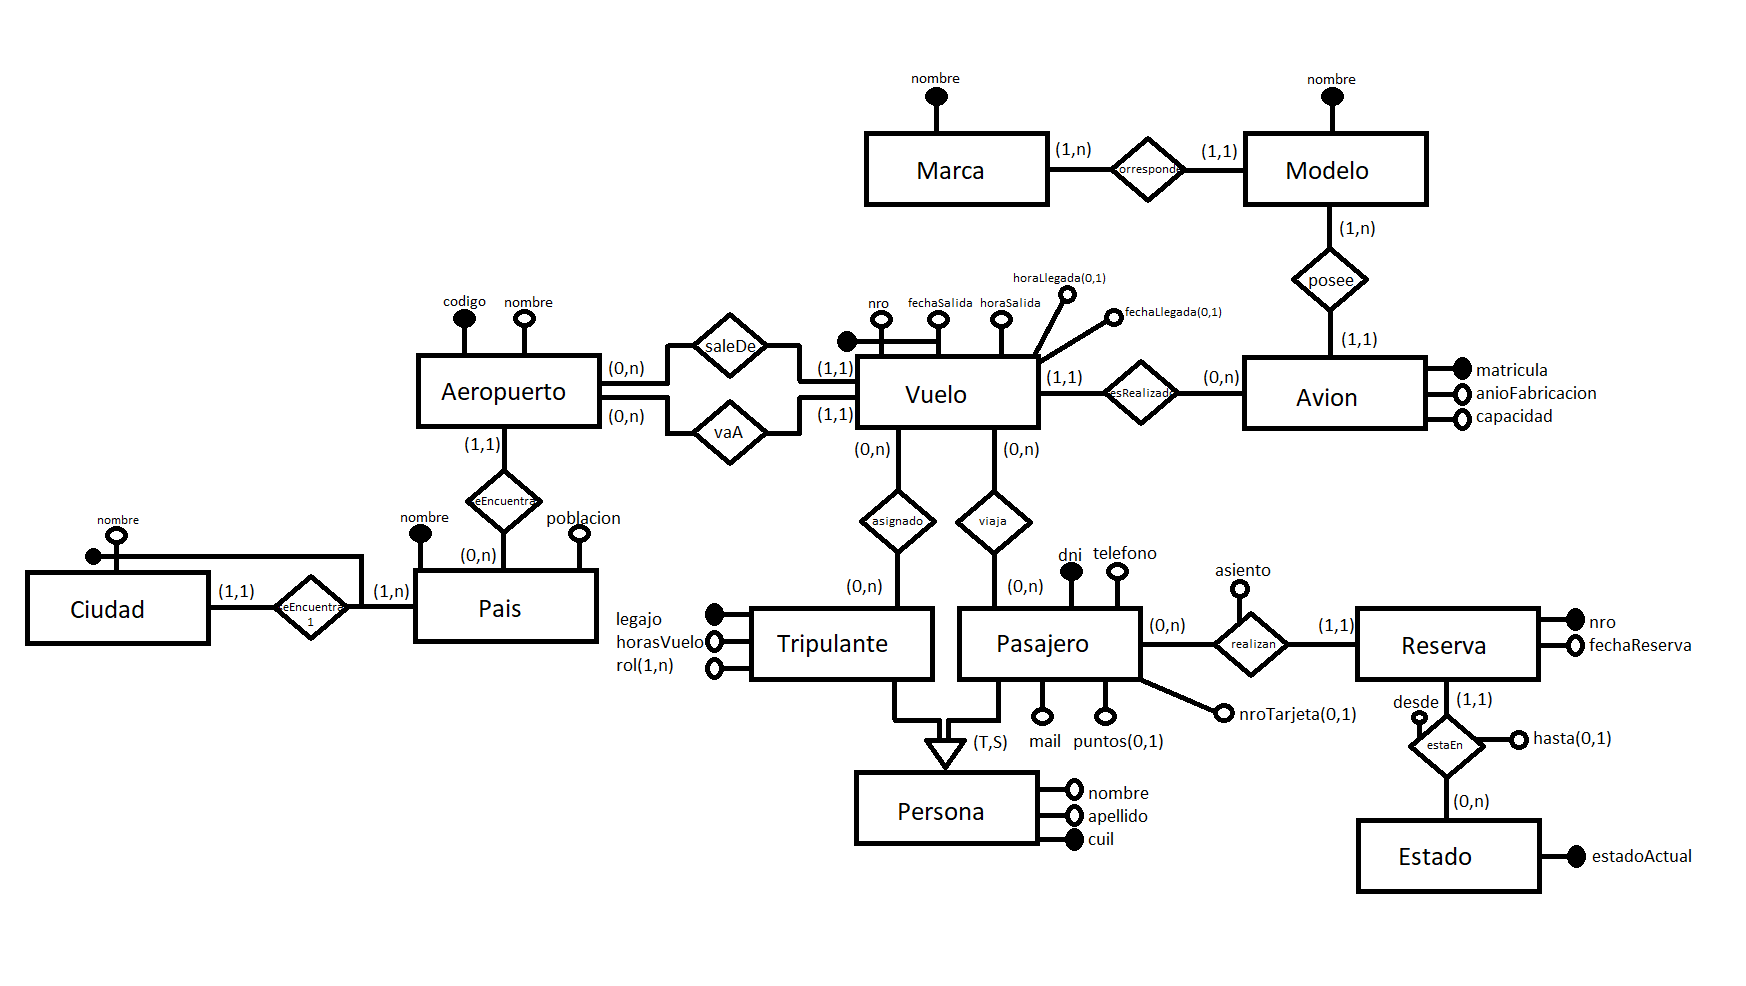 nombre
nombre
Marca
(1,n)
orresponde
(1,1)
Modelo
(1,n)
posee
(1,1)
horaLlegada(0,1)
fechaLlegada(0,1)
codigo
nombre
nro
fechaSalida
horaSalida
saleDe
(0,n)
(1,1)
Aeropuerto
Vuelo
(1,1)
esRealizado
(0,n)
Avion
matricula
anioFabricacion
capacidad
(0,n)
(1,1)
vaA
(1,1)
(0,n)
(0,n)
eEncuentra
nombre
nombre
poblacion
asignado
viaja
(0,n)
dni
telefono
asiento
Ciudad
(1,1)
eEncuentra
1
(1,n)
Pais
(0,n)
(0,n)
legajo
horasVuelo
rol(1,n)
Tripulante
Pasajero
(0,n)
realizan
(1,1)
Reserva
nro
fechaReserva
desde
(1,1)
nroTarjeta(0,1)
(T,S)
mail
puntos(0,1)
estaEn
hasta(0,1)
Persona
nombre
apellido
cuil
(0,n)
Estado
estadoActual